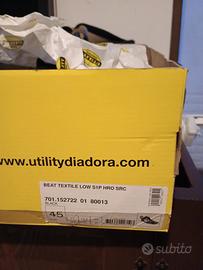 www.utilitydiadora.com
BEAT TEXTILE LOW S1P HRO SRC
701.152722 01 80013
BLACK
45
subito